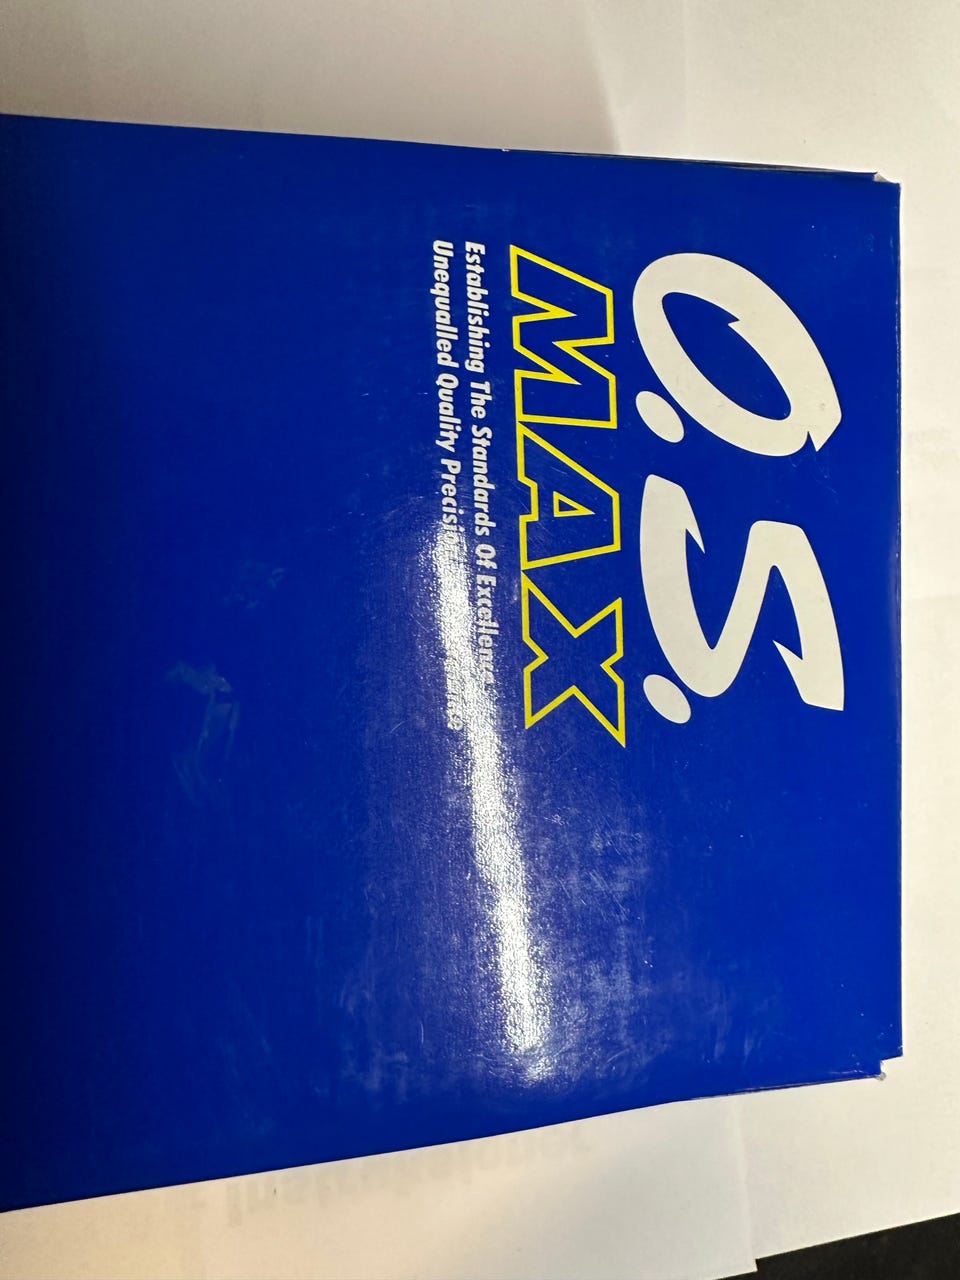 O.S.
MAX
Establishing The Standards Of Excellence
Unequalled Quality Precision